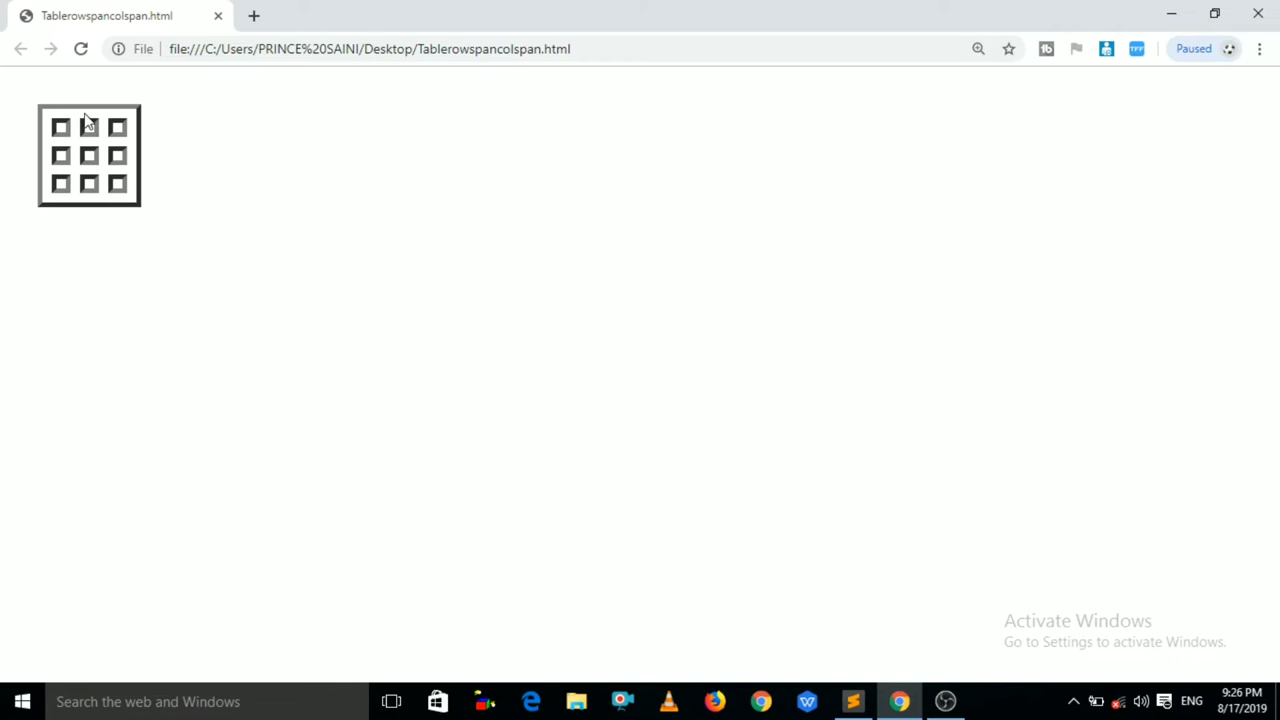 Tablerowspancolspan.html
File file:///C:/Users/PRINCE%20SAINI/Desktop/Tablerowspancolspan.html
TFF
Paused
Activate Windows
Go to Settings to activate Windows.
Search the web and Windows
ENG
9:26 PM
8/17/2019